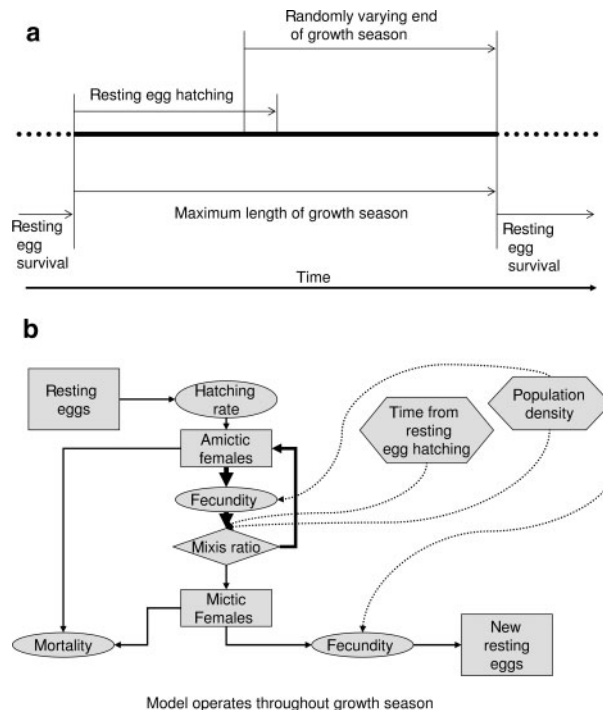 a
Randomly varying end
of growth season
Resting egg hatching
Maximum length of growth season
Resting
egg
survival
Resting
egg
survival
Time
b
Resting
eggs
Hatching
rate
Time from
resting
egg hatching
Population
density
Amictic
females
Fecundity
Mixis ratio
Mictic
Females
Mortality
Fecundity
New
resting
eggs
Model operates throughout growth season